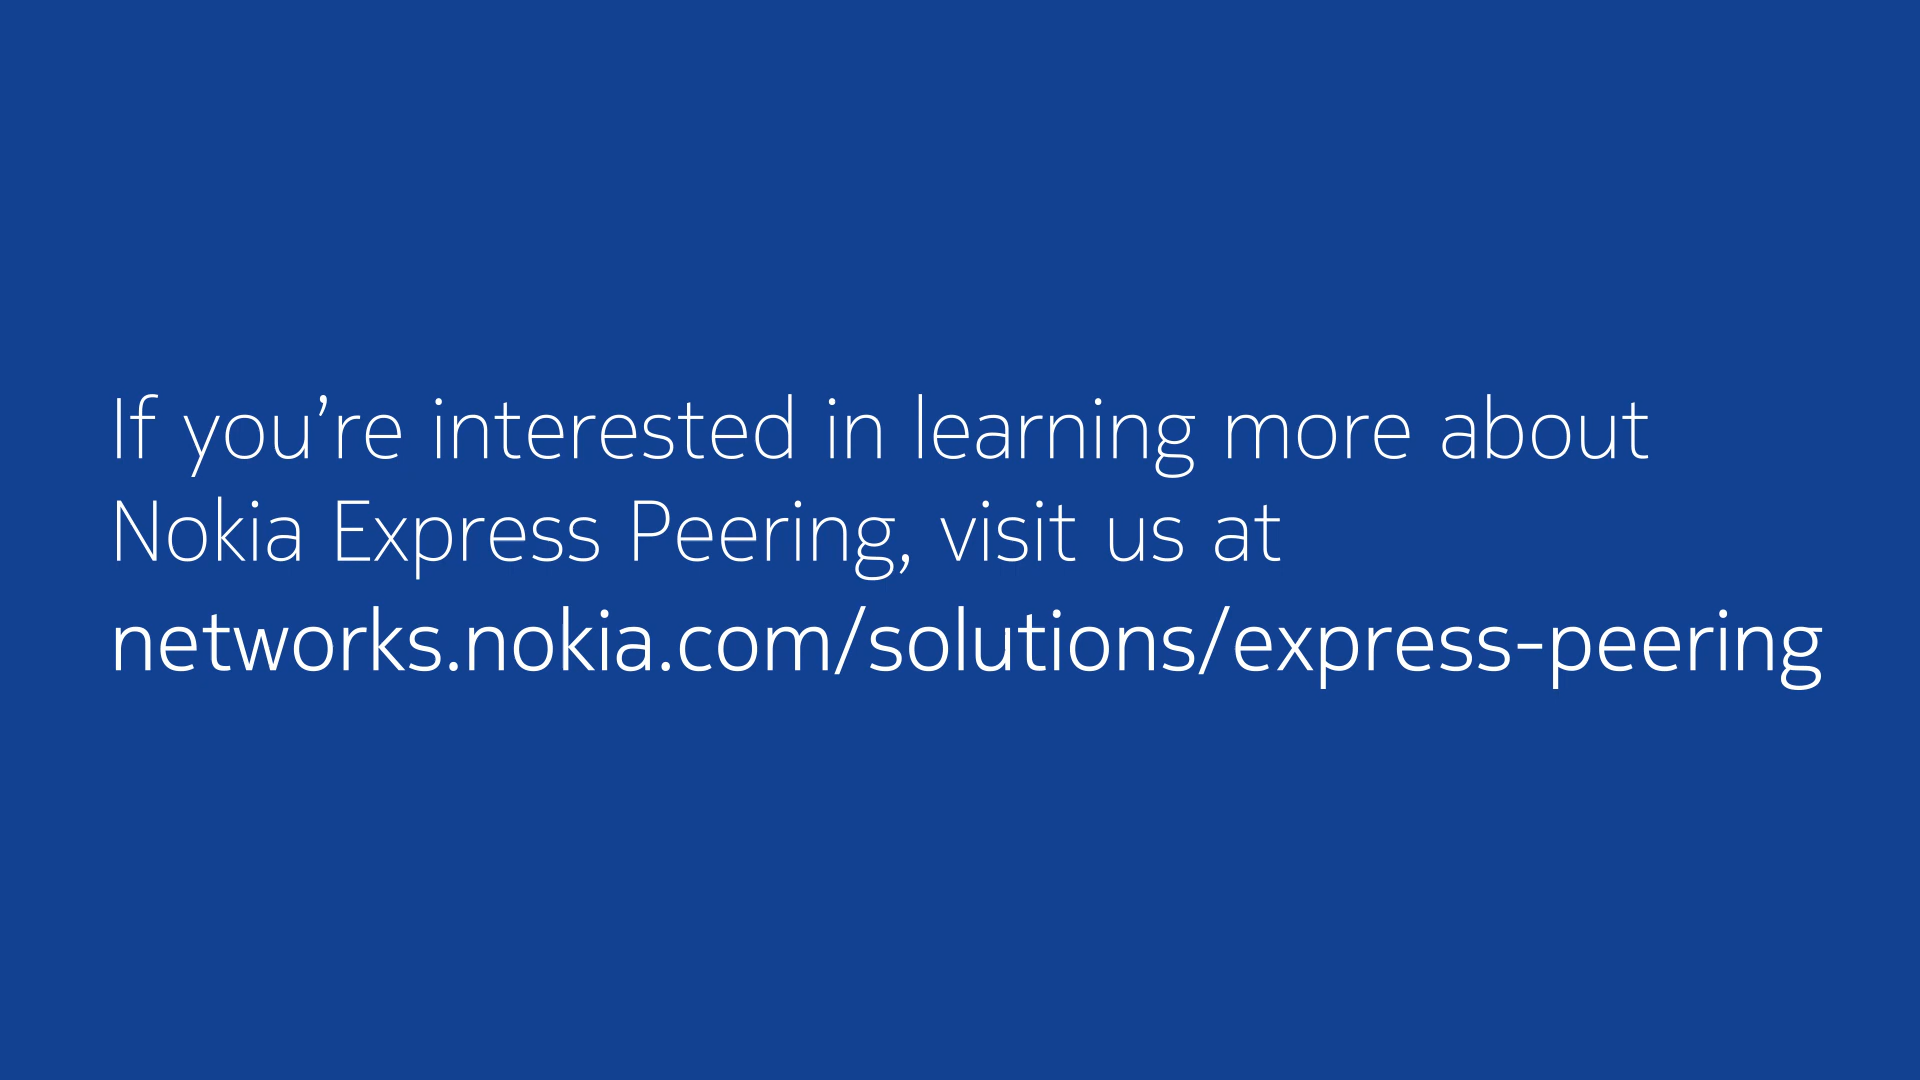 If you’re interested in learning more about
Nokia Express Peering, visit us at
networks.nokia.com/solutions/express-peering